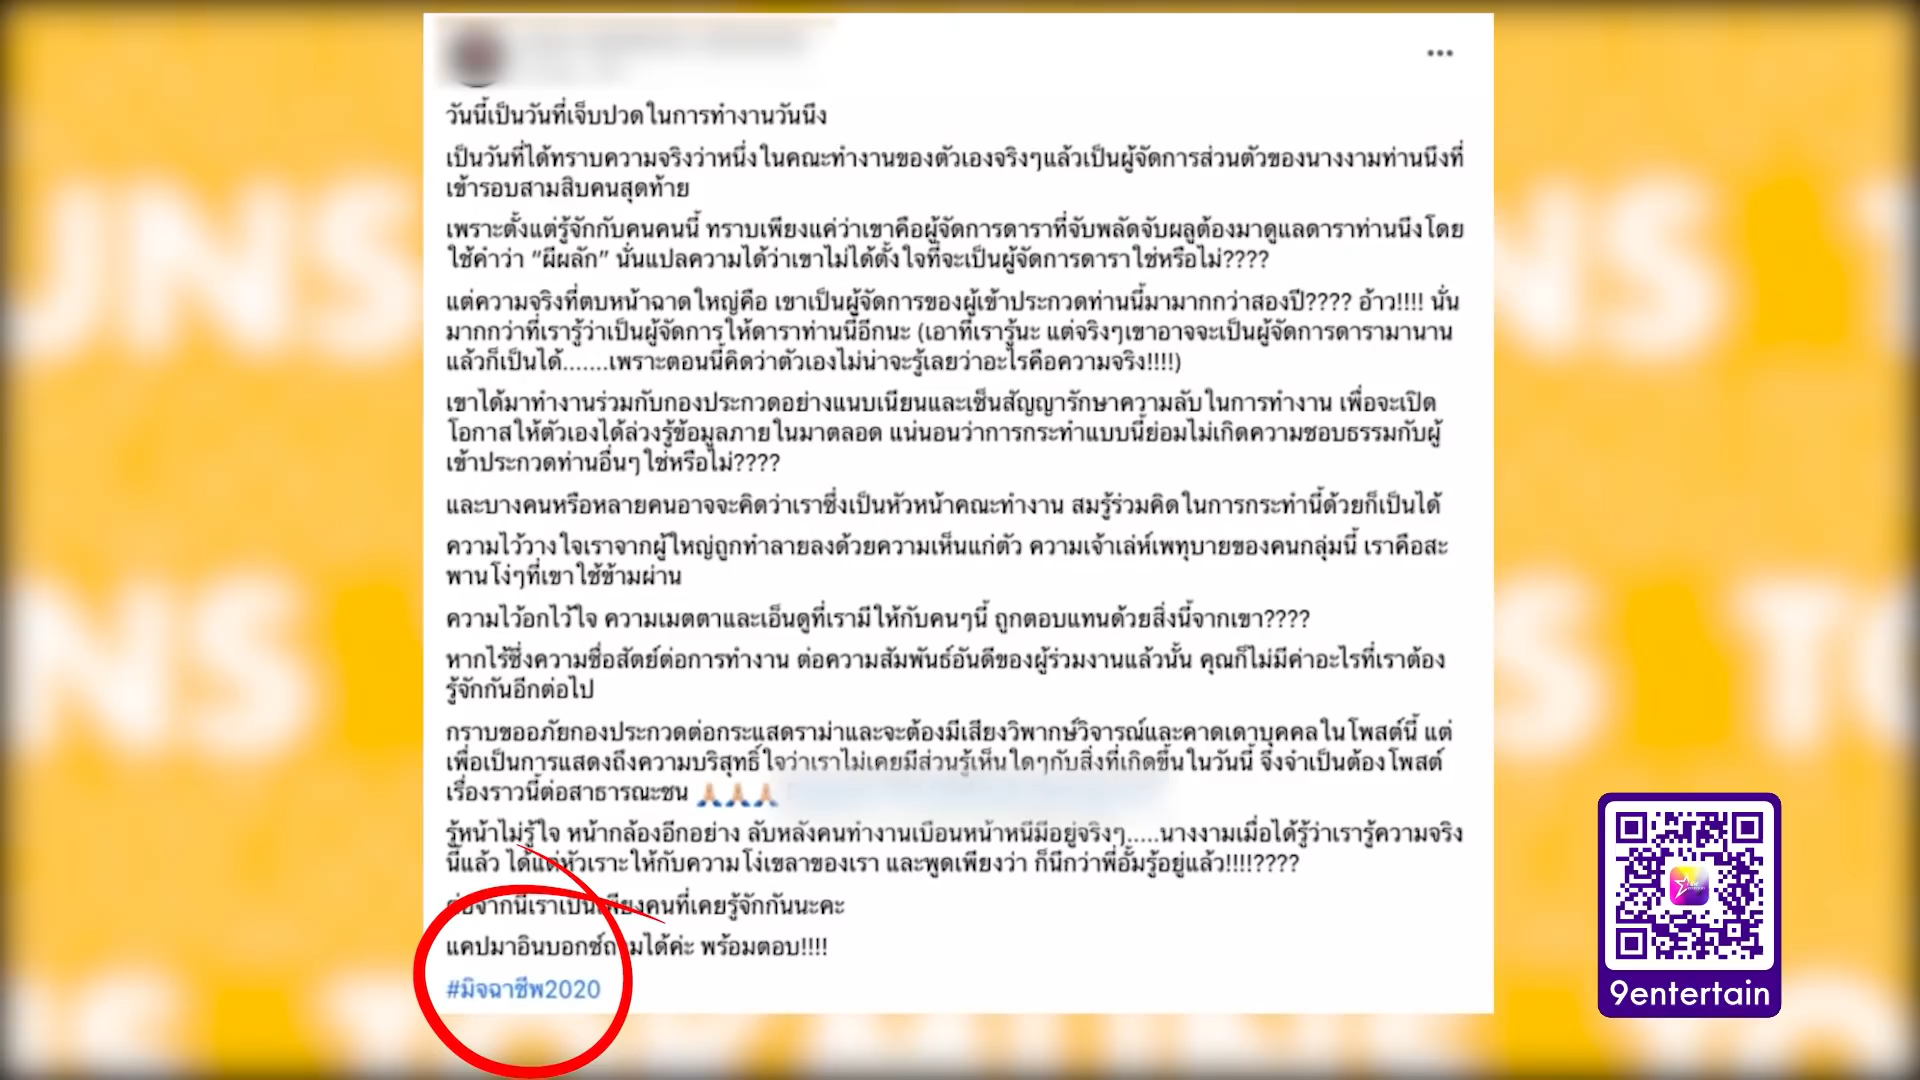 วันนี้เป็นวันที่เจ็บปวดในการทำงานวันนึง
เป็นวันที่ได้ทราบความจริงว่าหนึ่งในคณะทำงานของตัวเองจริงๆแล้วเป็นผู้จัดการส่วนตัวของนางงามท่านนึงที่
เข้ารอบสามสิบคนสุดท้าย
เพราะตั้งแต่รู้จักกับคนคนนี้ ทราบเพียงแค่ว่าเขาคือผู้จัดการดาราที่จับพลัดจับผลูต้องมาดูแลดาราท่านนึงโดย
ใช้คำว่า “ผีผลัก” นั่นแปลความได้ว่าเขาไม่ได้ตั้งใจที่จะเป็นผู้จัดการดาราใช่หรือไม่????
แต่ความจริงที่ตบหน้าฉาดใหญ่คือ เขาเป็นผู้จัดการของผู้เข้าประกวดท่านนี้มามากกว่าสองปี???? อ้าว!!!! นั่น
มากกว่าที่เรารู้ว่าเป็นผู้จัดการให้ดาราท่านนี้อีกนะ (เอาที่เรารู้นะ แต่จริงๆเขาอาจจะเป็นผู้จัดการดารามานาน
แล้วก็เป็นได้.......เพราะตอนนี้คิดว่าตัวเองไม่น่าจะรู้เลยว่าอะไรคือความจริง!!!!)
เขาได้มาทำงานร่วมกับกองประกวดอย่างแนบเนียนและเซ็นสัญญารักษาความลับในการทำงาน เพื่อจะเปิด
โอกาสให้ตัวเองได้ล่วงรู้ข้อมูลภายในมาตลอด แน่นอนว่าการกระทำแบบนี้ย่อมไม่เกิดความชอบธรรมกับผู้
เข้าประกวดท่านอื่นๆใช่หรือไม่????
และบางคนหรือหลายคนอาจจะคิดว่าเราซึ่งเป็นหัวหน้าคณะทำงาน สมรู้ร่วมคิดในการกระทำนี้ด้วยก็เป็นได้
ความไว้วางใจเราจากผู้ใหญ่ถูกทำลายลงด้วยความเห็นแก่ตัว ความเจ้าเล่ห์เพทุบายของคนกลุ่มนี้ เราคือสะ
พานโง่ๆที่เขาใช้ข้ามผ่าน
ความไว้อกไว้ใจ ความเมตตาและเอ็นดูที่เรามีให้กับคนๆนี้ ถูกตอบแทนด้วยสิ่งนี้จากเขา????
หากไร้ซึ่งความซื่อสัตย์ต่อการทำงาน ต่อความสัมพันธ์อันดีของผู้ร่วมงานแล้วนั้น คุณก็ไม่มีค่าอะไรที่เราต้อง
รู้จักกันอีกต่อไป
กราบขออภัยกองประกวดต่อกระแสดราม่าและจะต้องมีเสียงวิพากษ์วิจารณ์และคาดเดาบุคคลในโพสต์นี้ แต่
เพื่อเป็นการแสดงถึงความบริสุทธิ์ใจว่าเราไม่เคยมีส่วนรู้เห็นใดๆกับสิ่งที่เกิดขึ้นในวันนี้ จึงจำเป็นต้องโพสต์
เรื่องราวนี้ต่อสาธารณะชน 🙏🏼🙏🏼🙏🏼
รู้หน้าไม่รู้ใจ หน้ากล้องอีกอย่าง ลับหลังคนทำงานเบือนหน้าหนีมีอยู่จริงๆ.....นางงามเมื่อได้รู้ว่าเรารู้ความจริง
นี้แล้ว ได้แต่หัวเราะให้กับความโง่เขลาของเรา และพูดเพียงว่า ก็นึกว่าพี่อั้มรู้อยู่แล้ว!!!!????
ต่อจากนี้เราเป็นเพียงคนที่เคยรู้จักกันนะคะ
แคปมาอินบอกซ์ถามได้ค่ะ พร้อมตอบ!!!!
#มิจฉาชีพ2020
9entertain